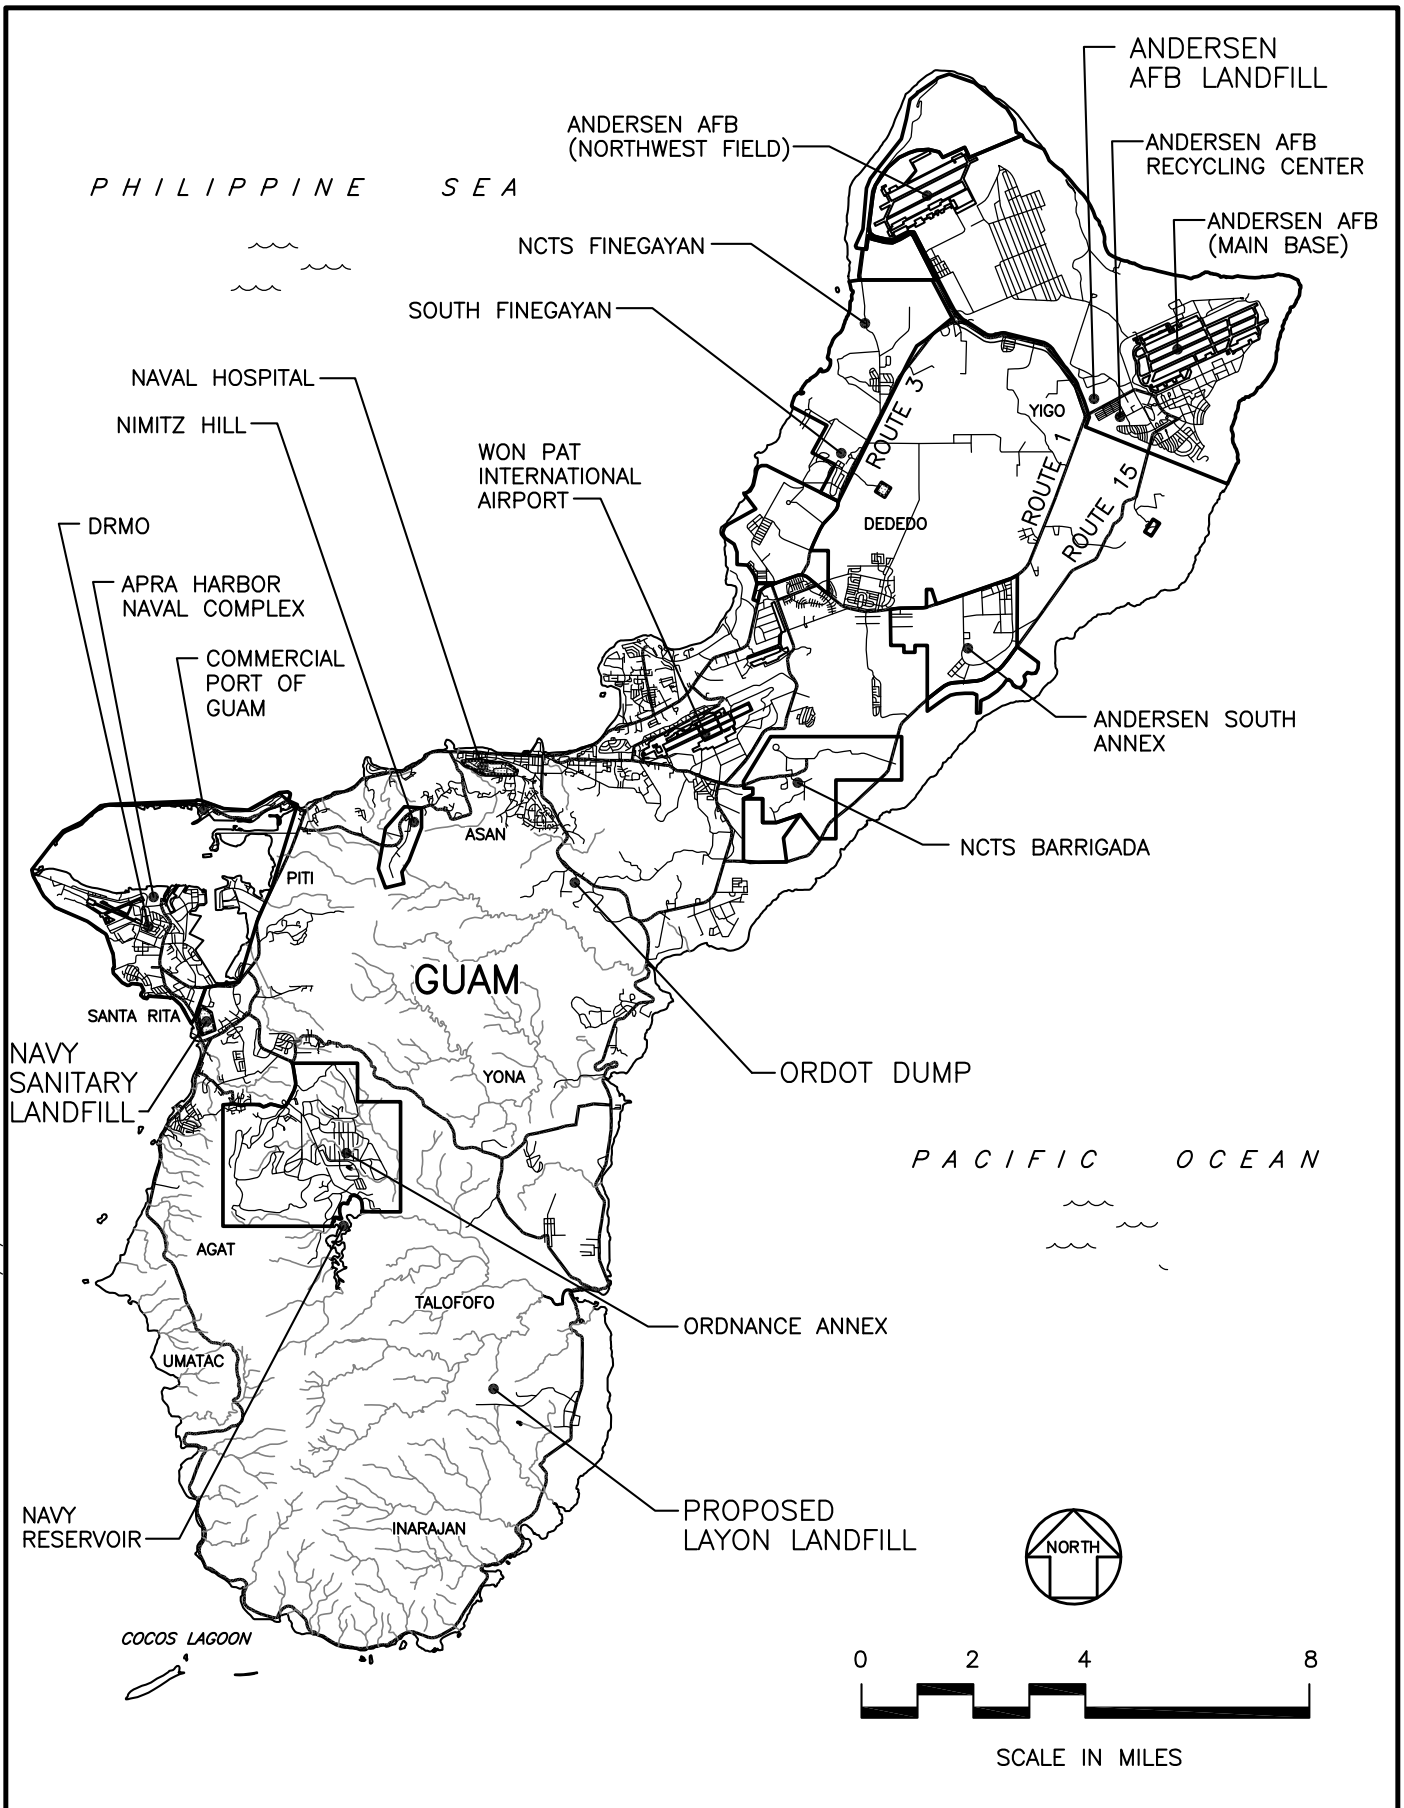 ANDERSEN
AFB LANDFILL
ANDERSEN AFB
(NORTHWEST FIELD)
ANDERSEN AFB
RECYCLING CENTER
PHILIPPINE SEA
ANDERSEN AFB
(MAIN BASE)
NCTS FINEGAYAN
SOUTH FINEGAYAN
NAVAL HOSPITAL
NIMITZ HILL
ROUTE 3
YIGO
WON PAT
INTERNATIONAL
AIRPORT
ROUTE 1
ROUTE 15
DRMO
DEDEDO
APRA HARBOR
NAVAL COMPLEX
COMMERCIAL
PORT OF
GUAM
ANDERSEN SOUTH
ANNEX
ASAN
NCTS BARRIGADA
PITI
GUAM
SANTA RITA
NAVY
SANITARY
LANDFILL
YONA
ORDOT DUMP
PACIFIC OCEAN
AGAT
TALOFOFO
ORDNANCE ANNEX
UMATAC
NAVY
RESERVOIR
PROPOSED
LAYON LANDFILL
INARAJAN
NORTH
COCOS LAGOON
0 2 4 8
SCALE IN MILES